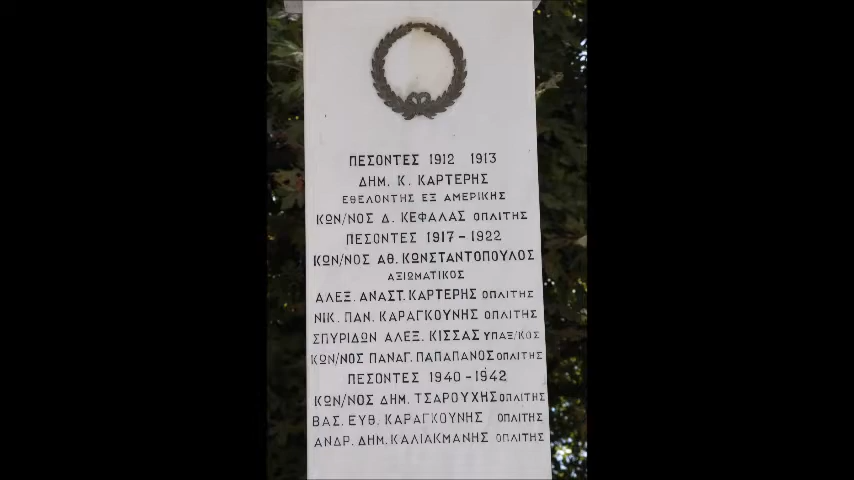 ΠΕΣΟΝΤΕΣ 1912 1913
ΔΗΜ. Κ. ΚΑΡΤΕΡΗΣ
ΕΘΕΛΟΝΤΗΣ ΕΞ ΑΜΕΡΙΚΗΣ
ΚΩΝ/ΝΟΣ Δ. ΚΕΦΑΛΑΣ ΟΠΛΙΤΗΣ
ΠΕΣΟΝΤΕΣ 1917 - 1922
ΚΩΝ/ΝΟΣ ΑΘ. ΚΩΝΣΤΑΝΤΟΠΟΥΛΟΣ
ΑΞΙΩΜΑΤΙΚΟΣ
ΑΛΕΞ. ΑΝΑΣΤ. ΚΑΡΤΕΡΗΣ ΟΠΛΙΤΗΣ
ΝΙΚ. ΠΑΝ. ΚΑΡΑΓΚΟΥΝΗΣ ΟΠΛΙΤΗΣ
ΣΠΥΡΙΔΩΝ ΑΛΕΞ. ΚΙΣΣΑΣ ΥΠΑΞ/ΚΟΣ
ΚΩΝ/ΝΟΣ ΠΑΝΑΓ. ΠΑΠΑΠΑΝΟΣ ΟΠΛΙΤΗΣ
ΠΕΣΟΝΤΕΣ 1940 - 1942
ΚΩΝ/ΝΟΣ ΔΗΜ. ΤΣΑΡΟΥΧΗΣ ΟΠΛΙΤΗΣ
ΒΑΣ. ΕΥΘ. ΚΑΡΑΓΚΟΥΝΗΣ ΟΠΛΙΤΗΣ
ΑΝΔΡ. ΔΗΜ. ΚΑΛΙΑΚΜΑΝΗΣ ΟΠΛΙΤΗΣ